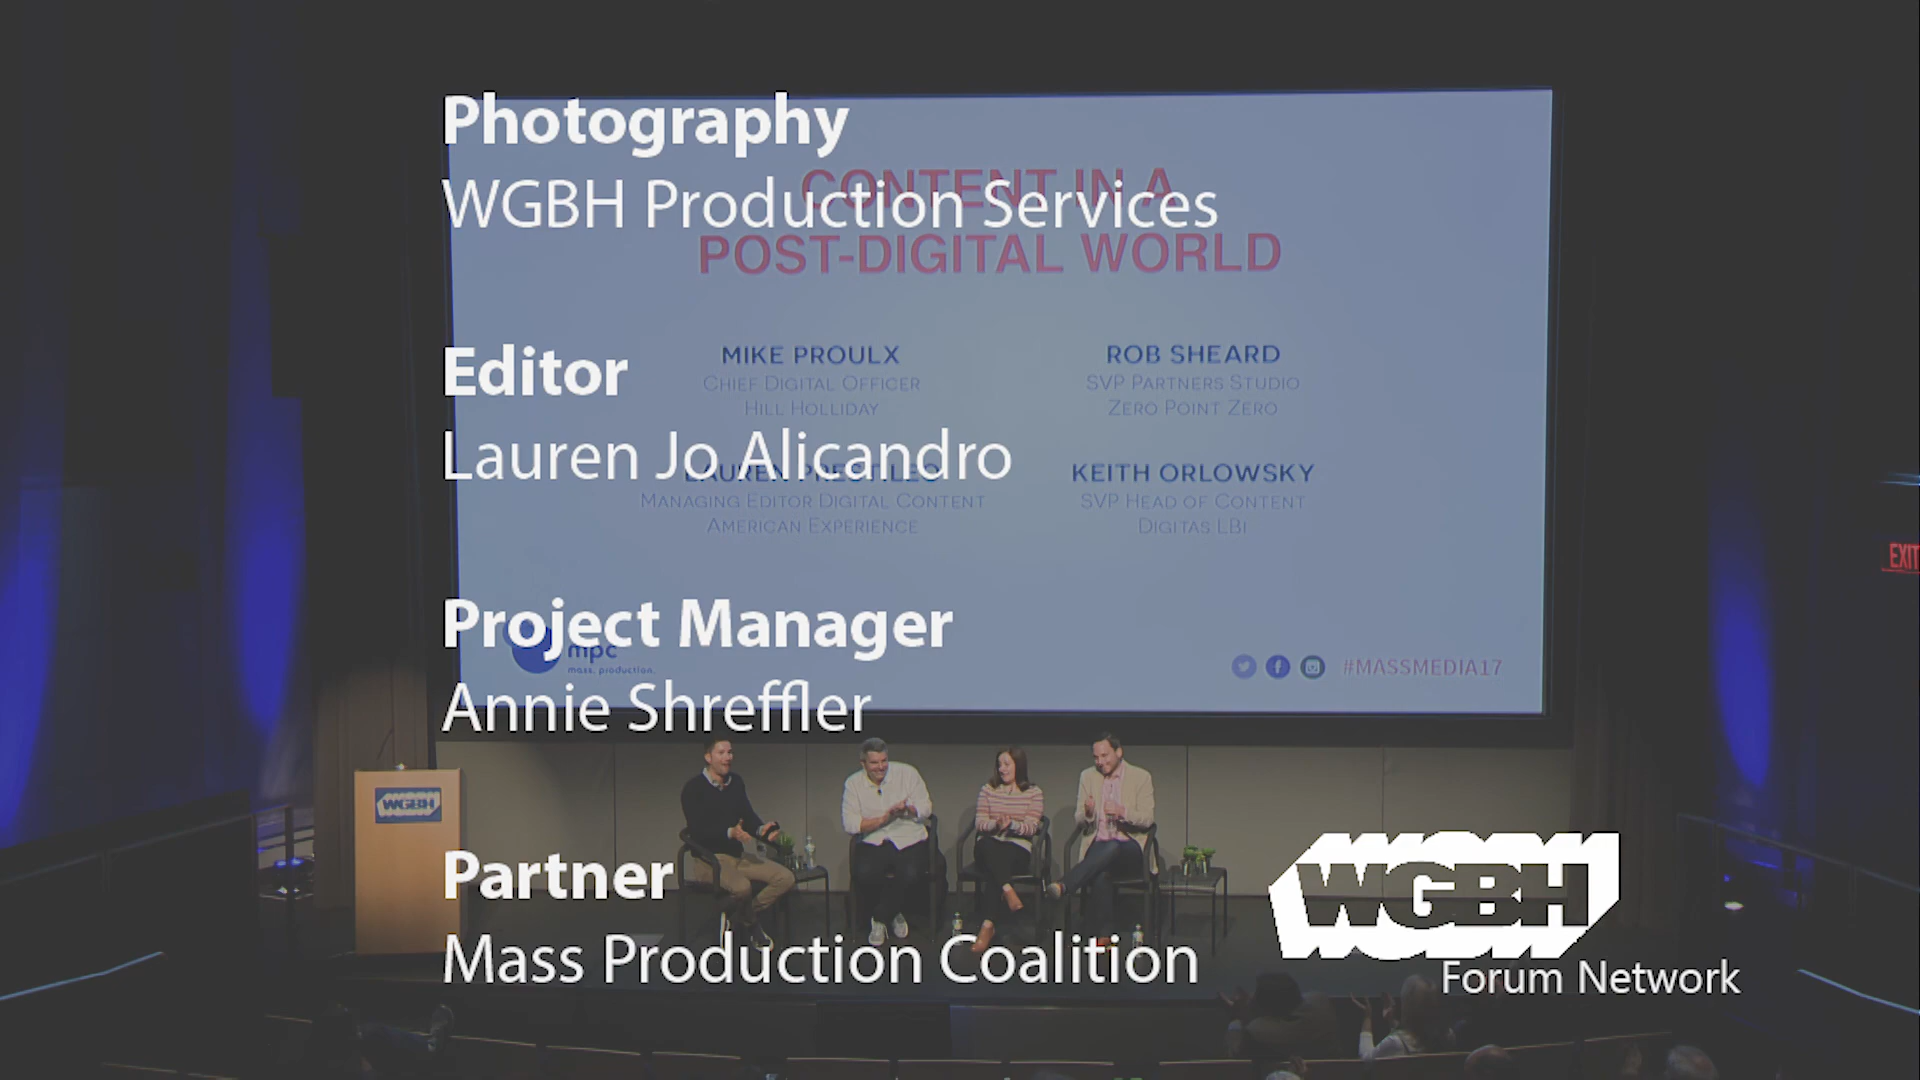 Photography
WGBH Production Services
CONTENT IN A
POST-DIGITAL WORLD
MIKE PROULX
CHIEF DIGITAL OFFICER
HILL HOLLIDAY
ROB SHEARD
SVP PARTNERS STUDIO
ZERO POINT ZERO
Editor
Lauren Jo Alicandro
LAUREN PRESTILEO
MANAGING EDITOR DIGITAL CONTENT
AMERICAN EXPERIENCE
KEITH ORLOWSKY
SVP HEAD OF CONTENT
DIGITAS LBI
EXIT
Project Manager
Annie Shreffler
mpc
mass. production.
#MASSMEDIA17
WGBH
Partner
Mass Production Coalition
WGBH
Forum Network